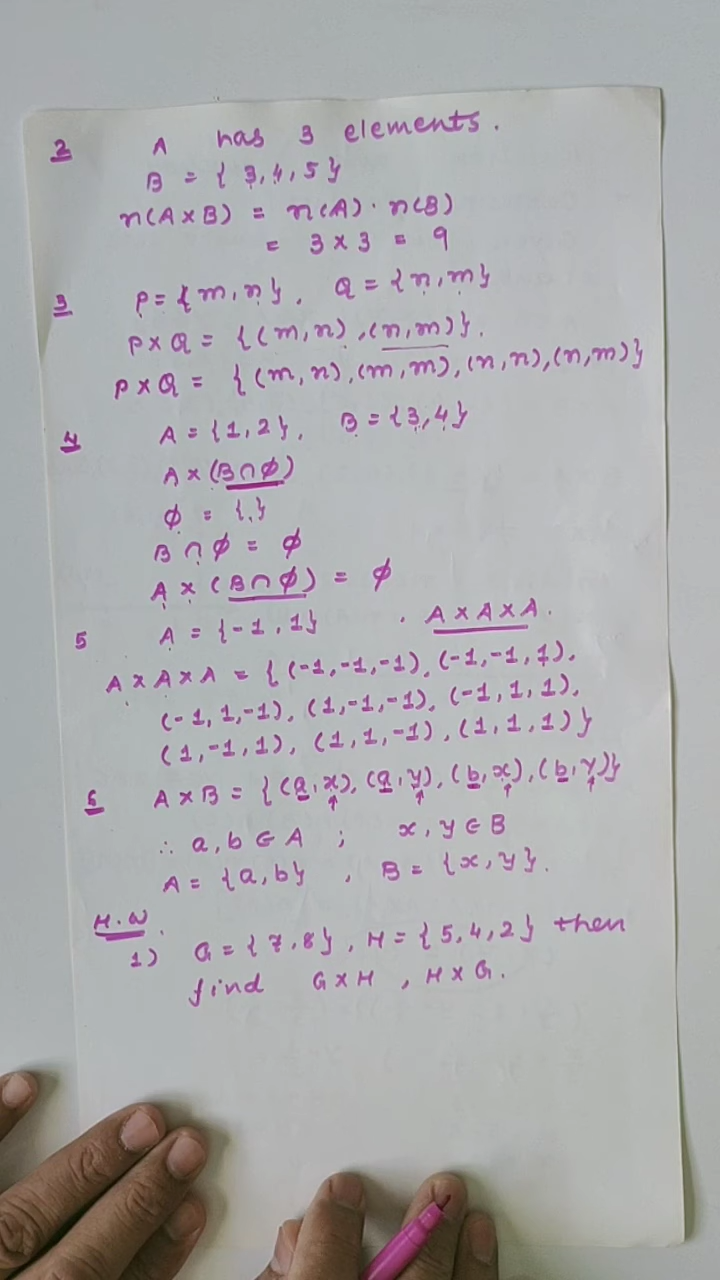 2 A has 3 elements.
B = {3,4,5}
n(A×B) = n(A)·n(B)
= 3×3 = 9
3 P={m,n}, Q={n,m}
P×Q = {(m,n),(n,m)}.
P×Q = {(m,n),(m,m),(n,n),(n,m)}
4 A={1,2}, B={3,4}
A×(B∩ϕ)
ϕ = {.}
B∩ϕ = ϕ
A×(B∩ϕ) = ϕ
5 A={-1,1} . A×A×A.
A×A×A = {(-1,-1,-1),(-1,-1,1),
(-1,1,-1),(1,-1,-1),(-1,1,1),
(1,-1,1),(1,1,-1),(1,1,1)}
6 A×B={(a,x),(a,y),(b,x),(b,y)}
∴ a,b∈A ; x,y∈B
A={a,b} , B={x,y}.
H.W.
1) G={7,8}, H={5,4,2} then
find G×H , H×G.